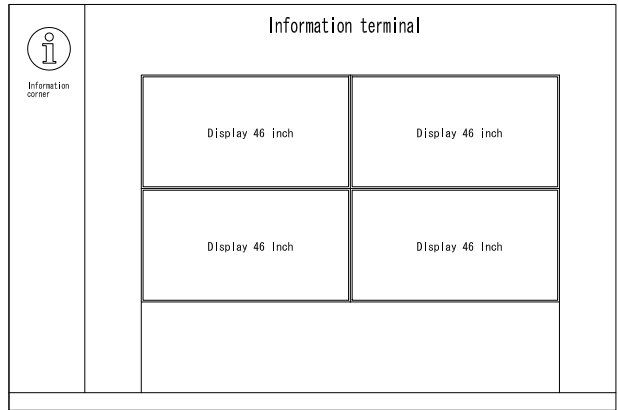 Information terminal
Information
corner
Display 46 inch
Display 46 inch
DIsplay 46 Inch
DIsplay 46 Inch